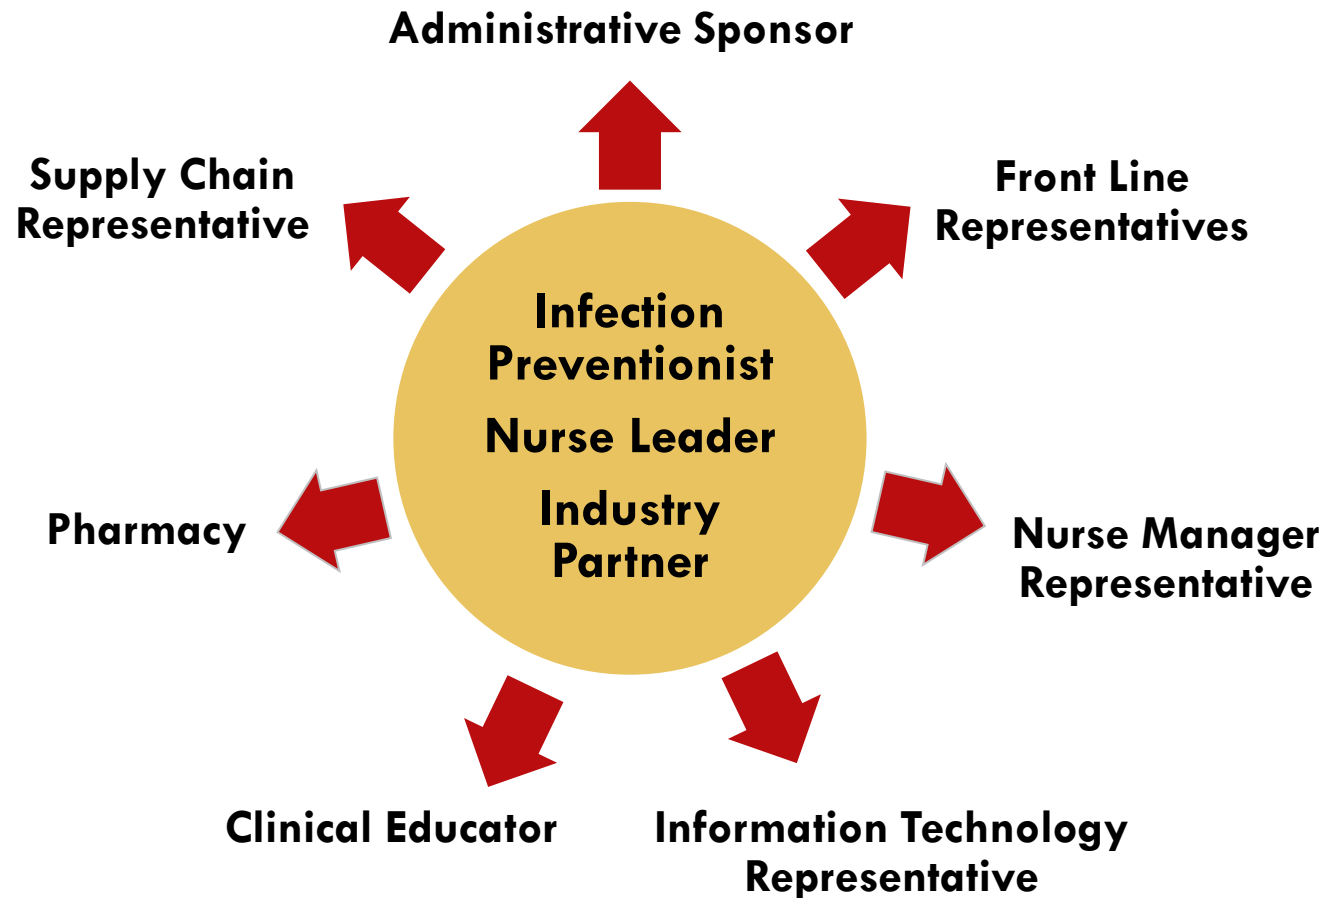 Administrative Sponsor
Supply Chain
Representative
Front Line
Representatives
Infection
Preventionist
Nurse Leader
Industry
Partner
Pharmacy
Nurse Manager
Representative
Clinical Educator
Information Technology
Representative